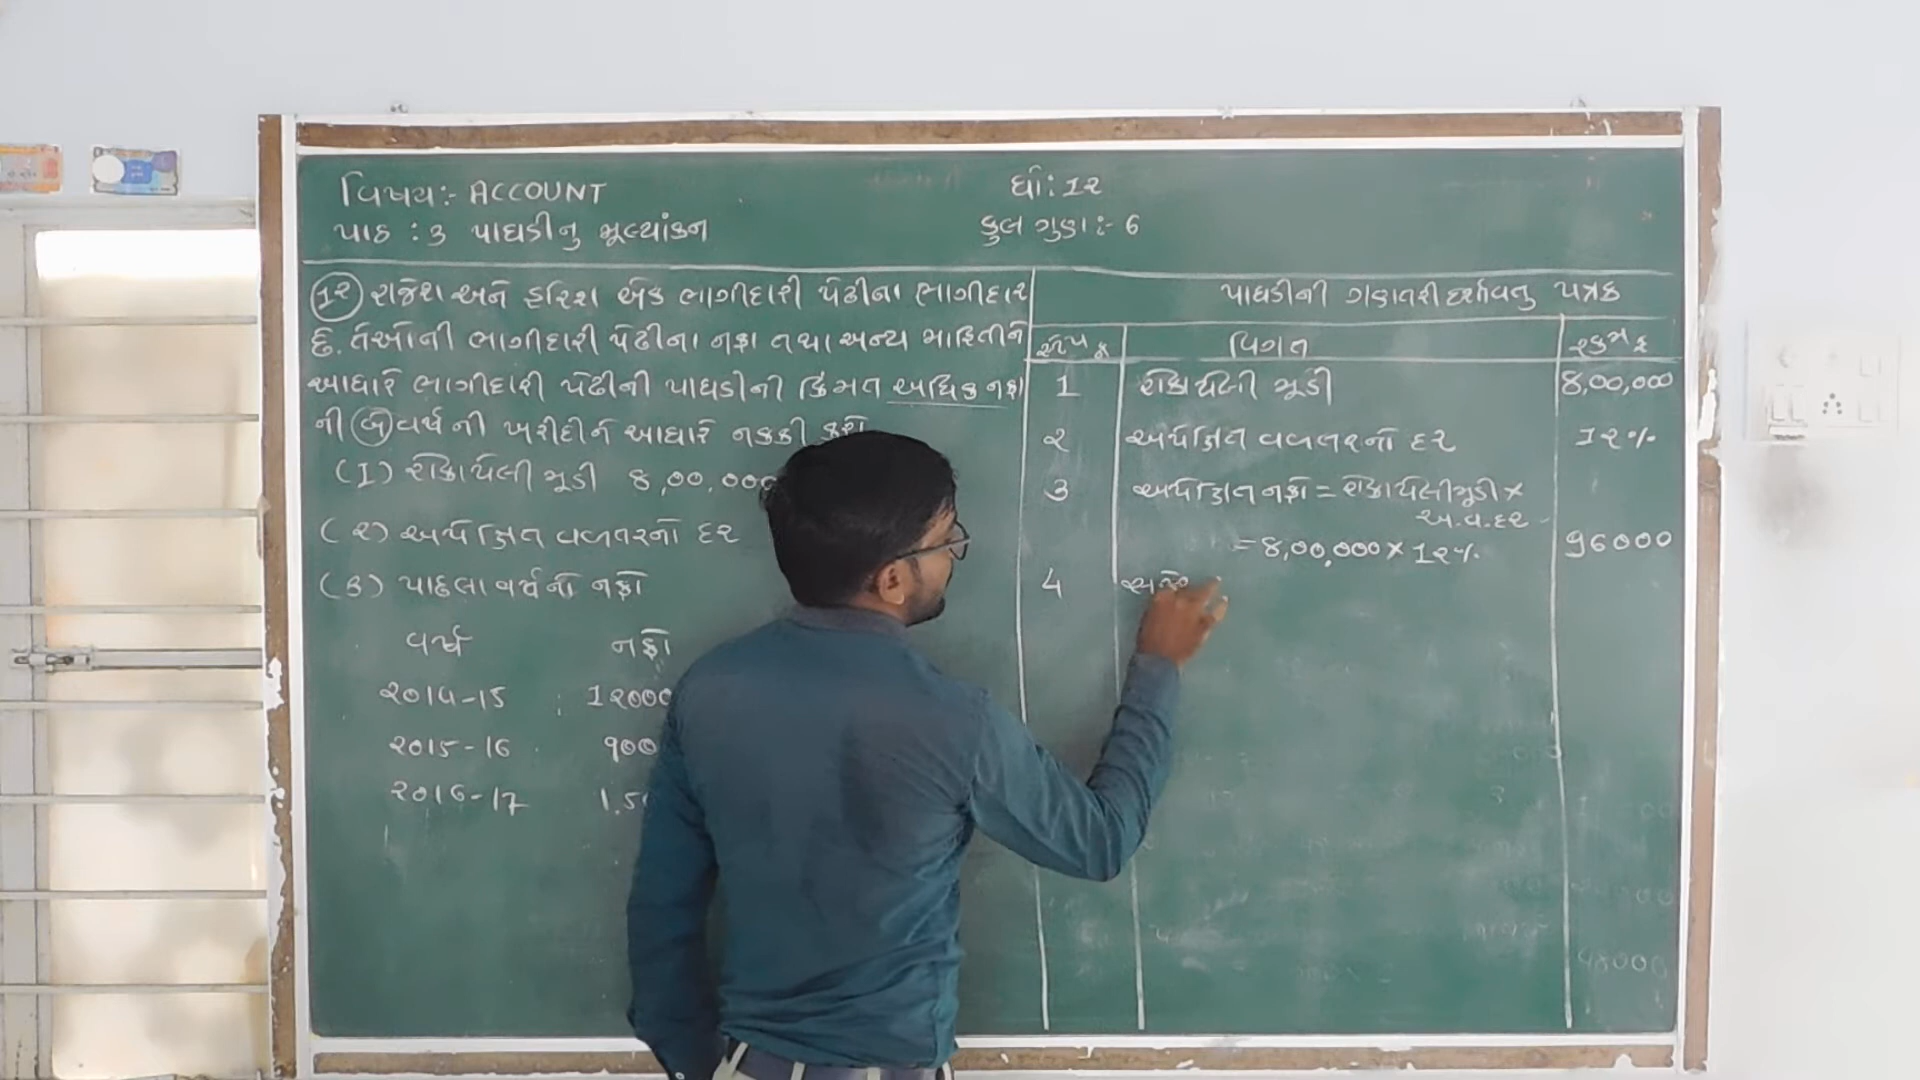 વિષય:- ACCOUNT
ધો: 12
પાઠ : 3 પાઘડીનુ મૂલ્યાંકન
કુલ ગુણ:- 6
(12) રાજેશ અને હરિશ એક ભાગીદારી પેઢીના ભાગીદાર
છે. તેઓની ભાગીદારી પેઢીના નફા તથા અન્ય માહિતીને
આધારે ભાગીદારી પેઢીની પાઘડીની કિંમત અધિક નફા
ની બે વર્ષ ની ખરીદીને આધારે નક્કી કરો
(1) રોકાયેલી મૂડી 8,00,000
(2) અપેક્ષિત વળતરનો દર
(3) પાછલા વર્ષનો નફો
વર્ષ નફો
2014-15 : 12000
2015-16 900
2016-17
પાઘડીની ગણતરી દર્શાવતુ પત્રક
વિગત
1 રોકાયેલી મૂડી 8,00,000
2 અપેક્ષિત વળતરનો દર 12%
3 અપેક્ષિત નફો = રોકાયેલી મૂડી ×
અ.વ.દર
= 8,00,000 × 12% 96000
4